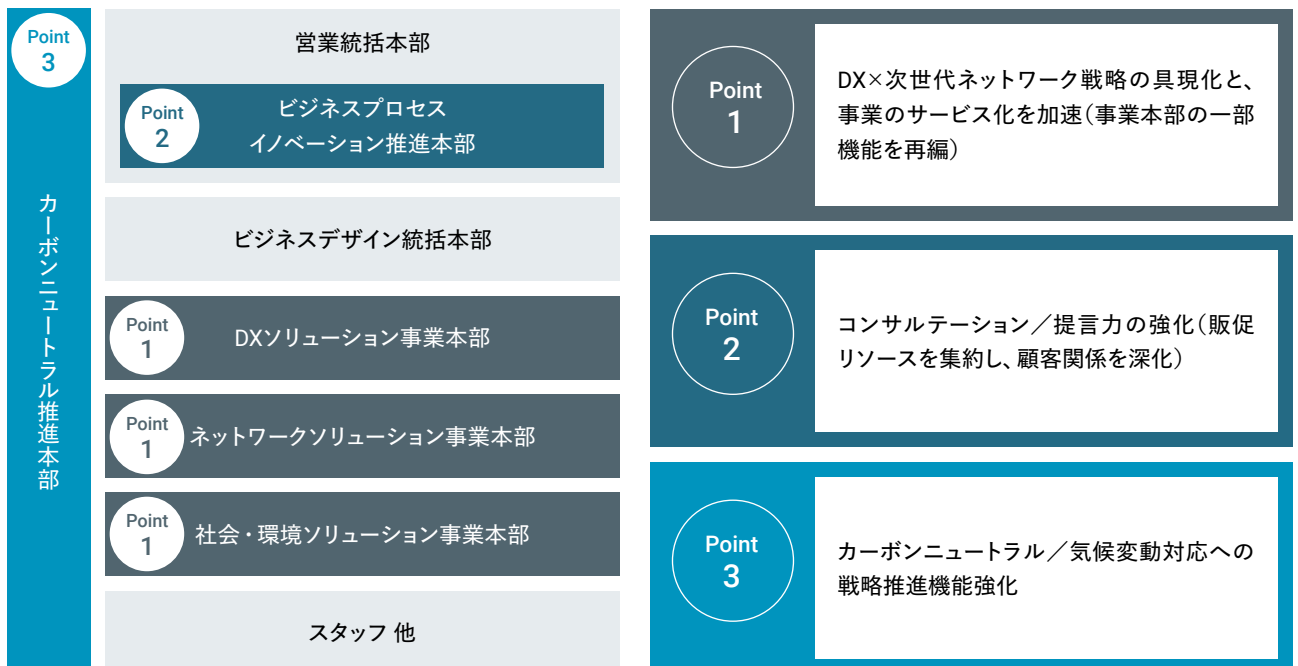 Point
3
カーボンニュートラル推進本部
営業統括本部
Point
2
ビジネスプロセス
イノベーション推進本部
ビジネスデザイン統括本部
Point
1
DXソリューション事業本部
Point
1
ネットワークソリューション事業本部
Point
1
社会・環境ソリューション事業本部
スタッフ 他
Point
1
DX×次世代ネットワーク戦略の具現化と、
事業のサービス化を加速（事業本部の一部
機能を再編）
Point
2
コンサルテーション／提言力の強化（販促
リソースを集約し、顧客関係を深化）
Point
3
カーボンニュートラル／気候変動対応への
戦略推進機能強化